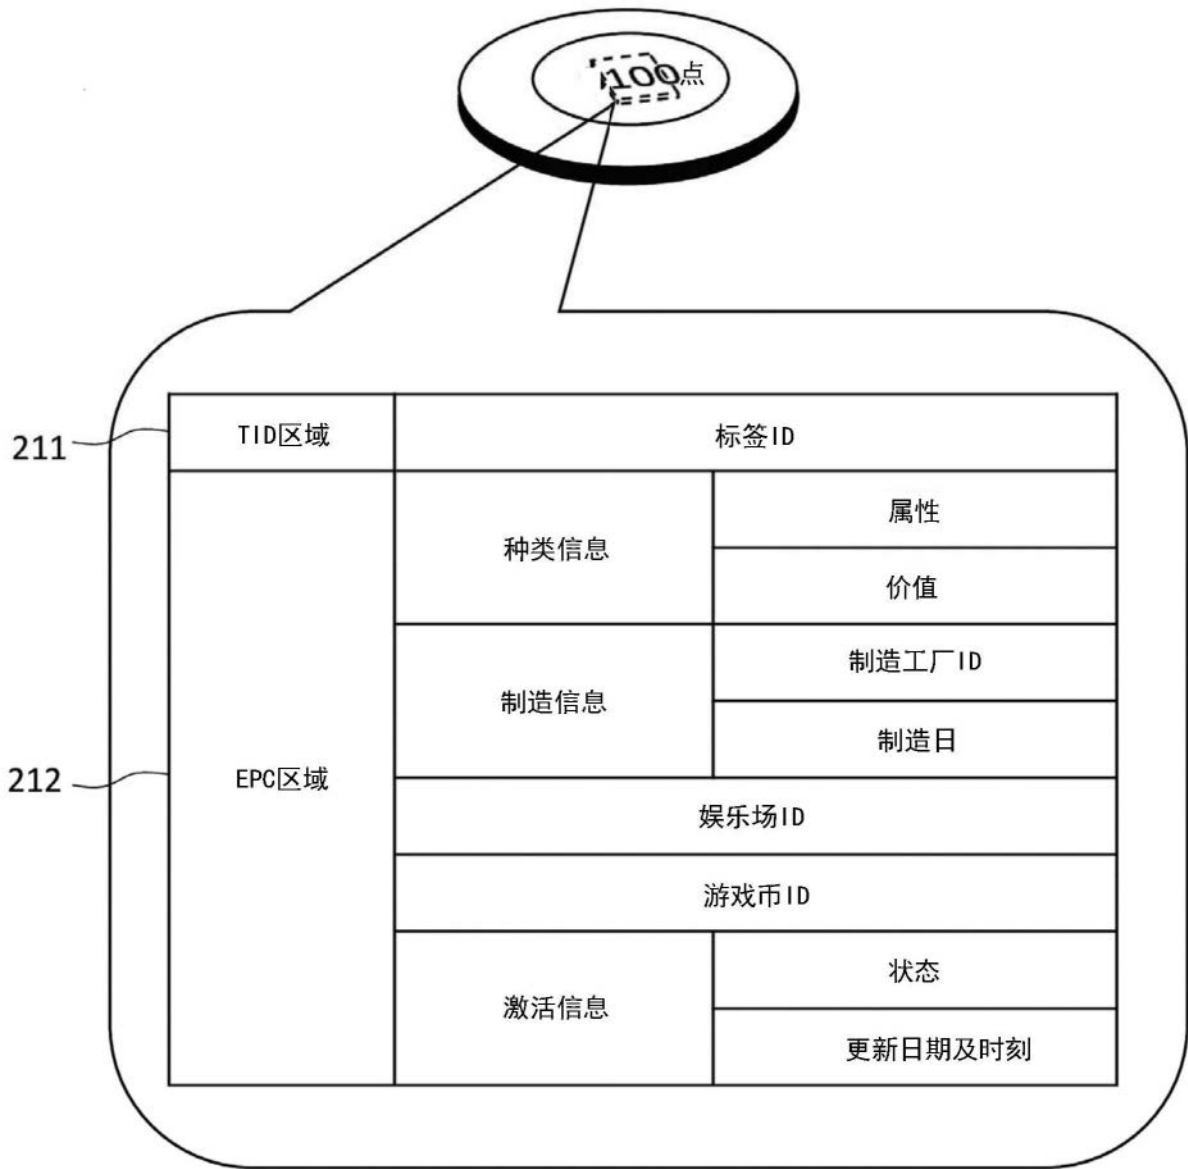 100点
211
TID区域
标签ID
种类信息
属性
价值
制造信息
制造工厂ID
制造日
212
EPC区域
娱乐场ID
游戏币ID
激活信息
状态
更新日期及时刻